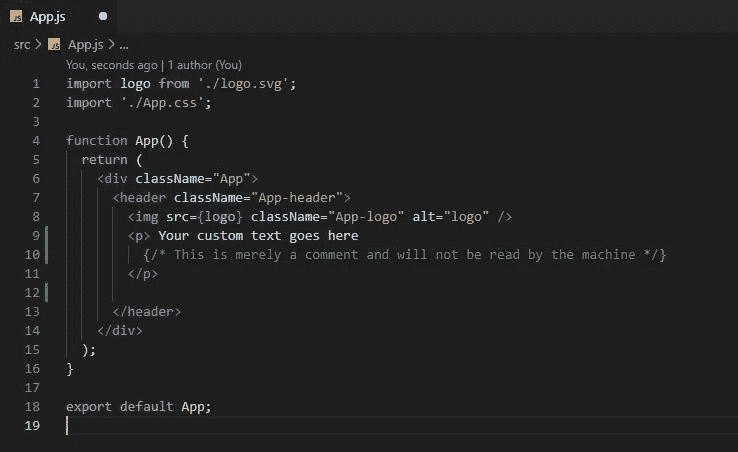 JS App.js
src > JS App.js > ...
You, seconds ago | 1 author (You)
1 import logo from './logo.svg';
2 import './App.css';
3
4 function App() {
5   return (
6     <div className="App">
7       <header className="App-header">
8         <img src={logo} className="App-logo" alt="logo" />
9         <p> Your custom text goes here
10           {/* This is merely a comment and will not be read by the machine */}
11         </p>
12
13       </header>
14     </div>
15   );
16 }
17
18 export default App;
19